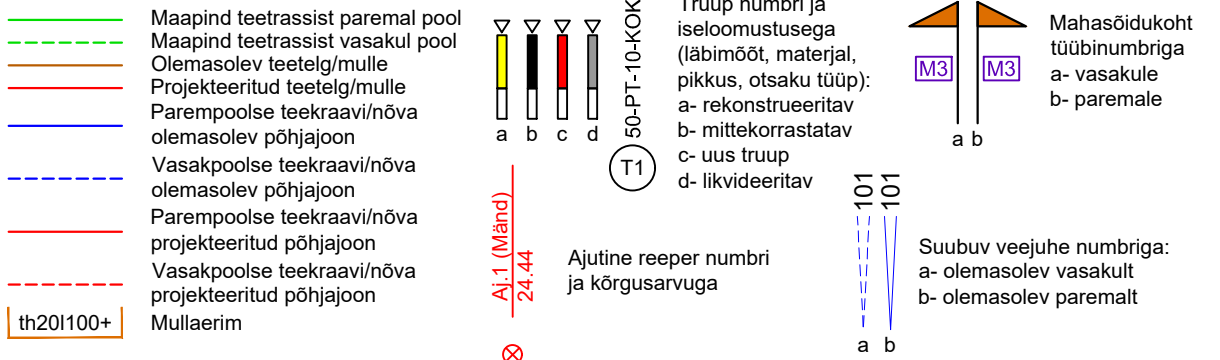 Maapind teetrassist paremal pool
Maapind teetrassist vasakul pool
Olemasolev teetelg/mulle
Projekteeritud teetelg/mulle
Parempoolse teekraavi/nõva
olemasolev põhjajoon
Vasakpoolse teekraavi/nõva
olemasolev põhjajoon
Parempoolse teekraavi/nõva
projekteeritud põhjajoon
Vasakpoolse teekraavi/nõva
projekteeritud põhjajoon
th20l100+
Mullaerim
a b c d
50-PT-10-KOK
T1
Truup numbri ja
iseloomustusega
(läbimõõt, materjal,
pikkus, otsaku tüüp):
a- rekonstrueeritav
b- mittekorrastatav
c- uus truup
d- likvideeritav
Aj.1 (Mänd)
24.44
Ajutine reeper numbri
ja kõrgusarvuga
M3 M3
a b
Mahasõidukoht
tüübinumbriga
a- vasakule
b- paremale
101 101
a b
Suubuv veejuhe numbriga:
a- olemasolev vasakult
b- olemasolev paremalt